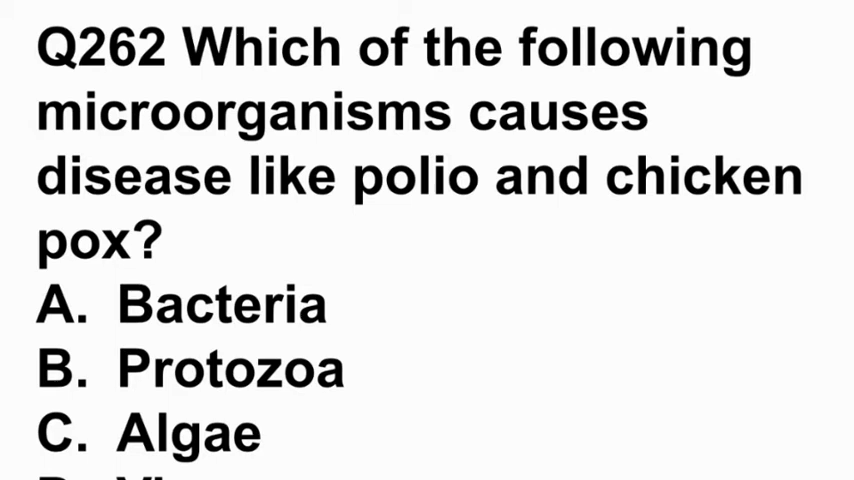 Q262 Which of the following
microorganisms causes
disease like polio and chicken
pox?
A. Bacteria
B. Protozoa
C. Algae